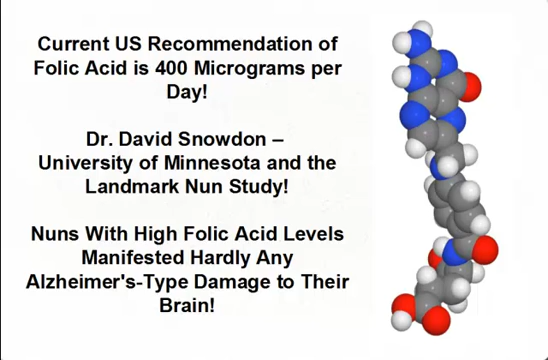 Current US Recommendation of
Folic Acid is 400 Micrograms per
Day!
Dr. David Snowdon –
University of Minnesota and the
Landmark Nun Study!
Nuns With High Folic Acid Levels
Manifested Hardly Any
Alzheimer's-Type Damage to Their
Brain!